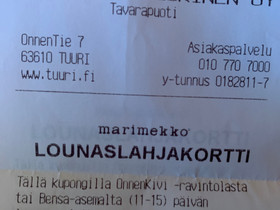 OY
Tavarapuoti
OnnenTie 7
63610 TUURI
www.tuuri.fi
Asiakaspalvelu
010 770 7000
y-tunnus 0182811-7
marimekko®
LOUNASLAHJAKORTTI
Tällä kupongilla OnnenKivi -ravintolasta
tai Bensa-asemalta (11-15) päivän